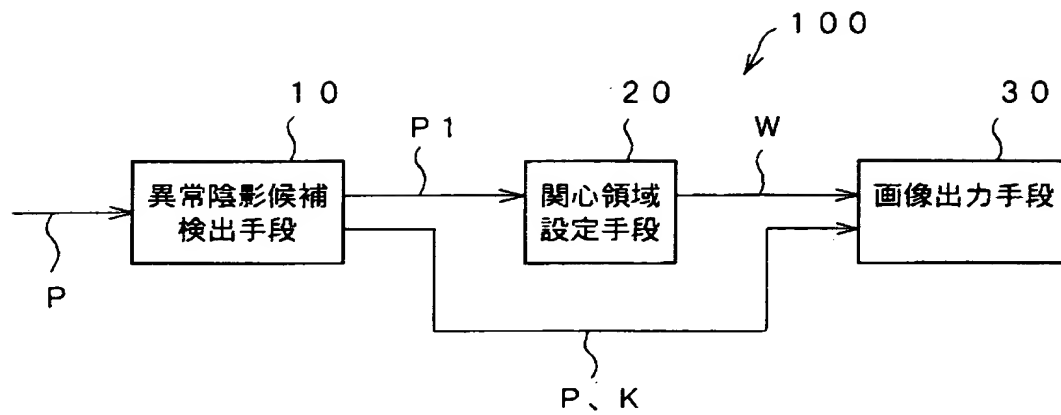 １００
１０
２０
３０
Ｐ１
Ｗ
異常陰影候補
検出手段
関心領域
設定手段
画像出力手段
Ｐ
Ｐ、Ｋ